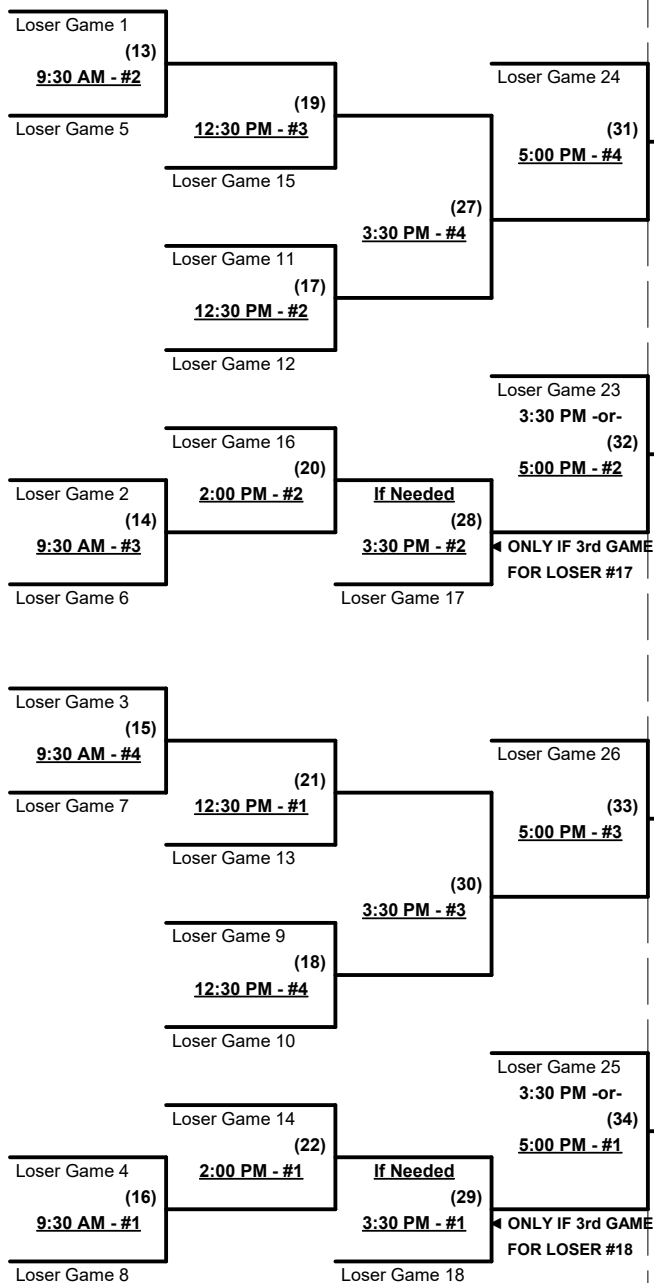 Loser Game 1
(13)
9:30 AM - #2
Loser Game 5
(19)
12:30 PM - #3
Loser Game 15
Loser Game 24
(31)
5:00 PM - #4
(27)
3:30 PM - #4
Loser Game 11
(17)
12:30 PM - #2
Loser Game 12
Loser Game 23
3:30 PM -or-
(32)
5:00 PM - #2
Loser Game 16
(20)
2:00 PM - #2
Loser Game 2
(14)
9:30 AM - #3
Loser Game 6
If Needed
(28)
3:30 PM - #2
Loser Game 17
◄ ONLY IF 3rd GAME
FOR LOSER #17
Loser Game 3
(15)
9:30 AM - #4
Loser Game 7
(21)
12:30 PM - #1
Loser Game 13
Loser Game 26
(33)
5:00 PM - #3
(30)
3:30 PM - #3
Loser Game 9
(18)
12:30 PM - #4
Loser Game 10
Loser Game 25
3:30 PM -or-
(34)
5:00 PM - #1
Loser Game 14
(22)
2:00 PM - #1
Loser Game 4
(16)
9:30 AM - #1
Loser Game 8
If Needed
(29)
3:30 PM - #1
Loser Game 18
◄ ONLY IF 3rd GAME
FOR LOSER #18